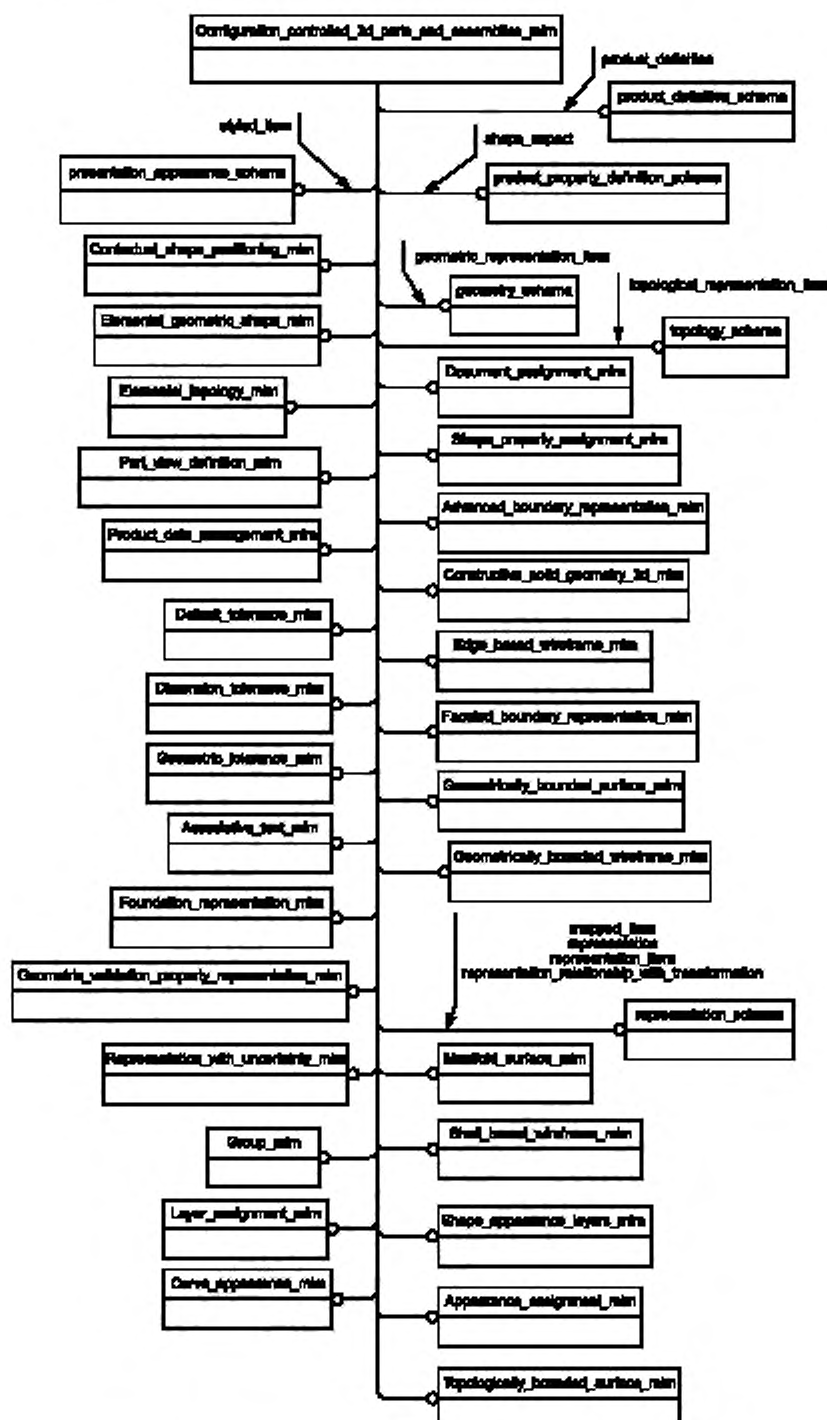 Configuration_controlled_3d_parts_and_assemblies_mim
product_definition
product_definition_schema
styled_item
shape_aspect
presentation_appearance_schema
product_property_definition_schema
Contextual_shape_positioning_mim
geometric_representation_item
geometry_schema
topological_representation_item
topology_schema
Elemental_geometric_shape_mim
Document_assignment_mim
Elemental_topology_mim
Shape_property_assignment_mim
Part_view_definition_mim
Advanced_boundary_representation_mim
Product_data_management_mim
Constructive_solid_geometry_3d_mim
Default_tolerance_mim
Edge_based_wireframe_mim
Dimension_tolerance_mim
Faceted_boundary_representation_mim
Geometric_tolerance_mim
Geometrically_bounded_surface_mim
Associative_text_mim
Geometrically_bounded_wireframe_mim
Foundation_representation_mim
mapped_item
representation
representation_item
representation_relationship_with_transformation
Geometric_validation_property_representation_mim
representation_schema
Representation_with_uncertainty_mim
Manifold_surface_mim
Group_mim
Shell_based_wireframe_mim
Layer_assignment_mim
Shape_appearance_layers_mim
Curve_appearance_mim
Appearance_assignment_mim
Topologically_bounded_surface_mim